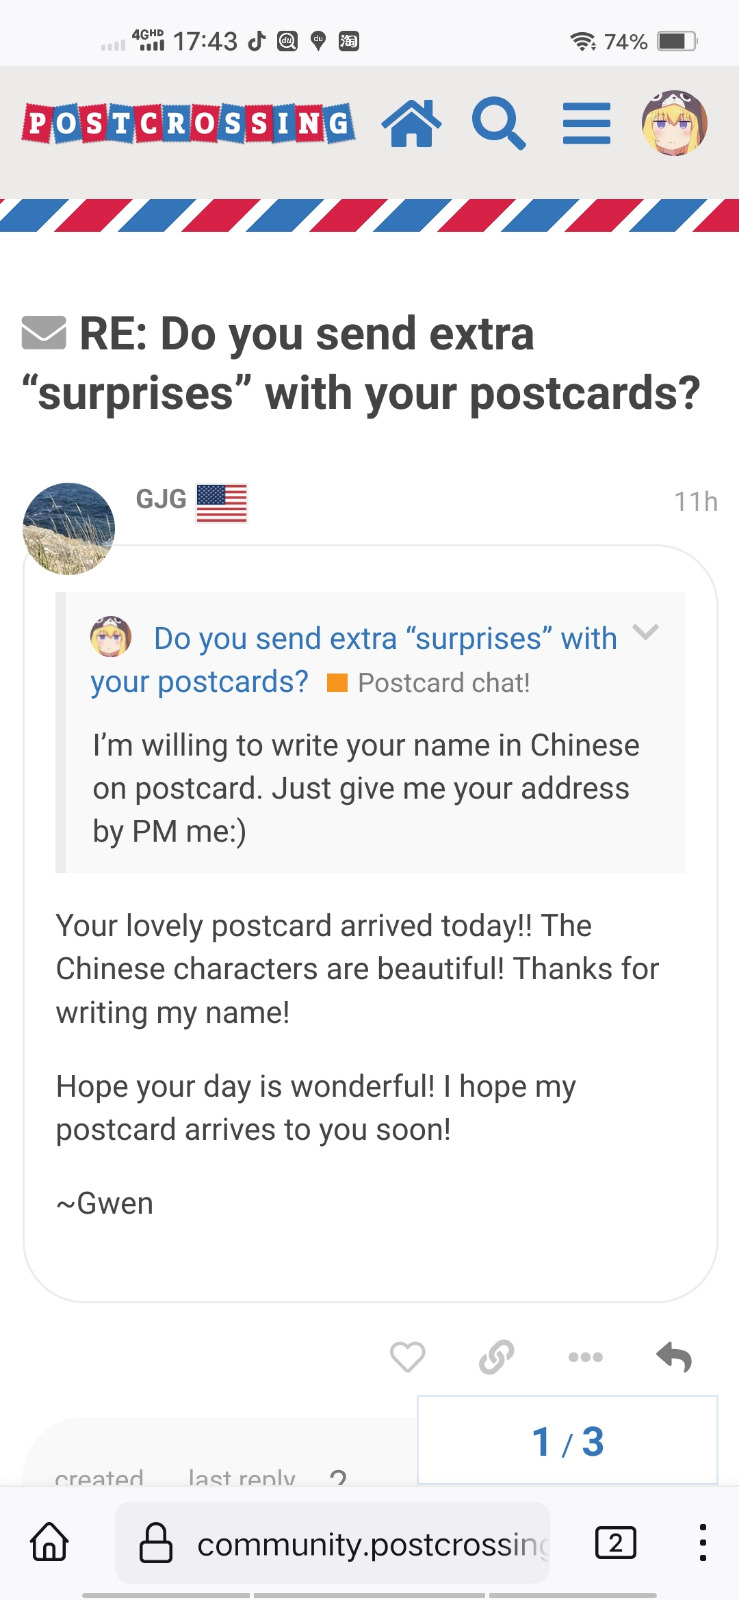 4GHD 17:43 74%
POSTCROSSING
RE: Do you send extra
“surprises” with your postcards?
GJG 11h
Do you send extra “surprises” with
your postcards? Postcard chat!
I’m willing to write your name in Chinese
on postcard. Just give me your address
by PM me:)
Your lovely postcard arrived today!! The
Chinese characters are beautiful! Thanks for
writing my name!
Hope your day is wonderful! I hope my
postcard arrives to you soon!
~Gwen
1 / 3
created last reply 2
community.postcrossing
2